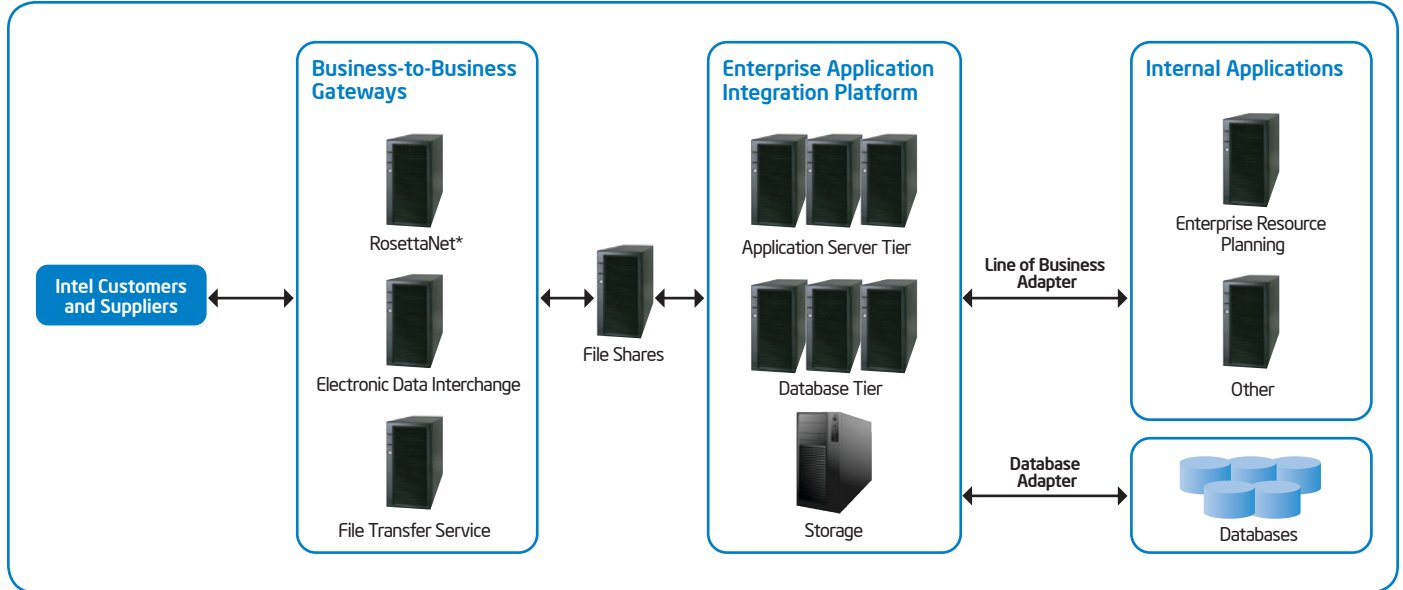 Business-to-Business
Gateways
RosettaNet*
Electronic Data Interchange
File Transfer Service
Intel Customers
and Suppliers
File Shares
Enterprise Application
Integration Platform
Application Server Tier
Database Tier
Storage
Line of Business
Adapter
Database
Adapter
Internal Applications
Enterprise Resource
Planning
Other
Databases